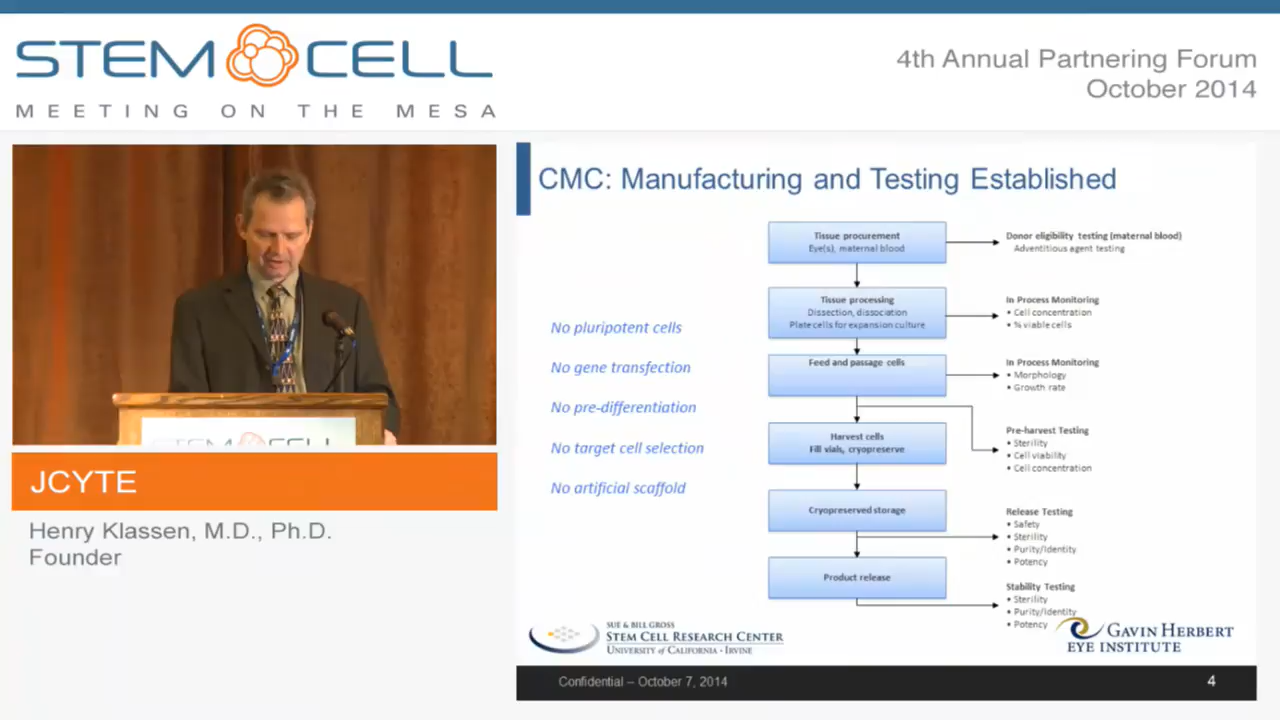 STEM CELL
MEETING ON THE MESA
4th Annual Partnering Forum
October 2014
STEM CELL
JCYTE
Henry Klassen, M.D., Ph.D.
Founder
CMC: Manufacturing and Testing Established
No pluripotent cells
No gene transfection
No pre-differentiation
No target cell selection
No artificial scaffold
Tissue procurement
Eye(s), maternal blood
Donor eligibility testing (maternal blood)
Adventitious agent testing
Tissue processing
Dissection, dissociation
Plate cells for expansion culture
In Process Monitoring
• Cell concentration
• % viable cells
Feed and passage cells
In Process Monitoring
• Morphology
• Growth rate
Harvest cells
Fill vials, cryopreserve
Pre-harvest Testing
• Sterility
• Cell viability
• Cell concentration
Cryopreserved storage
Release Testing
• Safety
• Sterility
• Purity/Identity
• Potency
Product release
Stability Testing
• Sterility
• Purity/Identity
• Potency
SUE & BILL GROSS
STEM CELL RESEARCH CENTER
UNIVERSITY OF CALIFORNIA • IRVINE
GAVIN HERBERT
EYE INSTITUTE
Confidential – October 7, 2014
4